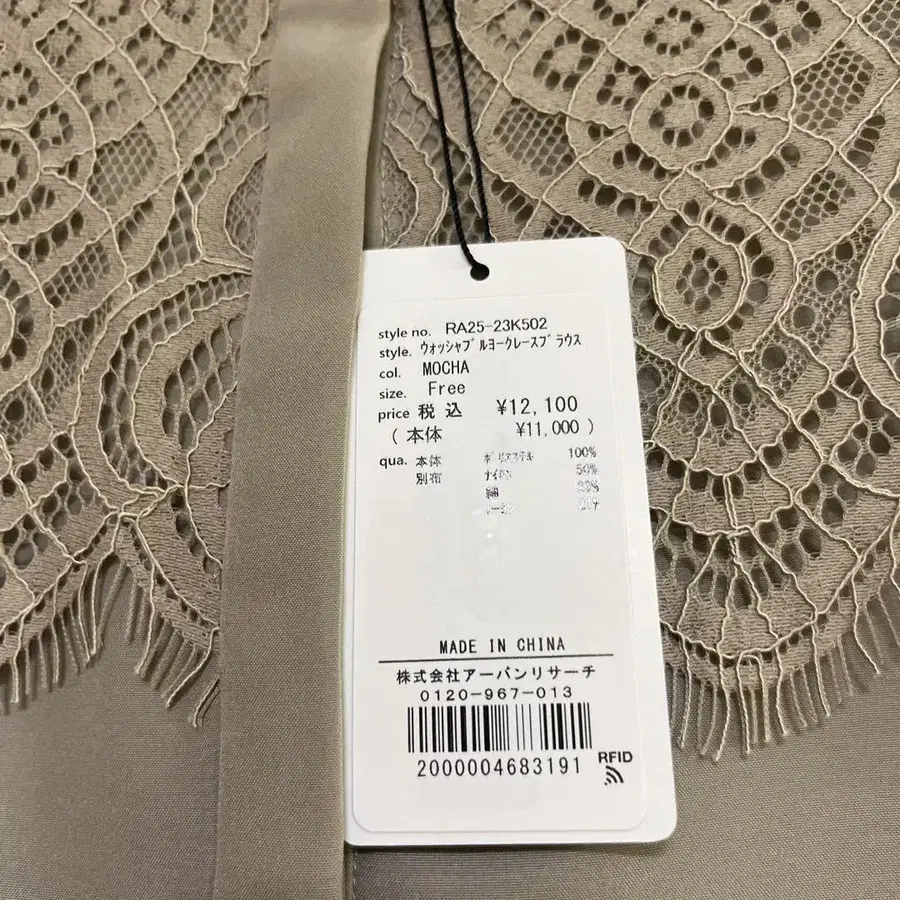 style no. RA25-23K502
style. ｳｫｯｼｬﾌﾞﾙﾖｰｸﾚｰｽﾌﾞﾗｳｽ
col. MOCHA
size. Free
price 税込 ¥12,100
(本体 ¥11,000)
qua. 本体 ﾎﾟﾘｴｽﾃﾙ 100%
別布 ﾅｲﾛﾝ 50%
綿
MADE IN CHINA
株式会社アーバンリサーチ
0120-967-013
2000004683191
RFID